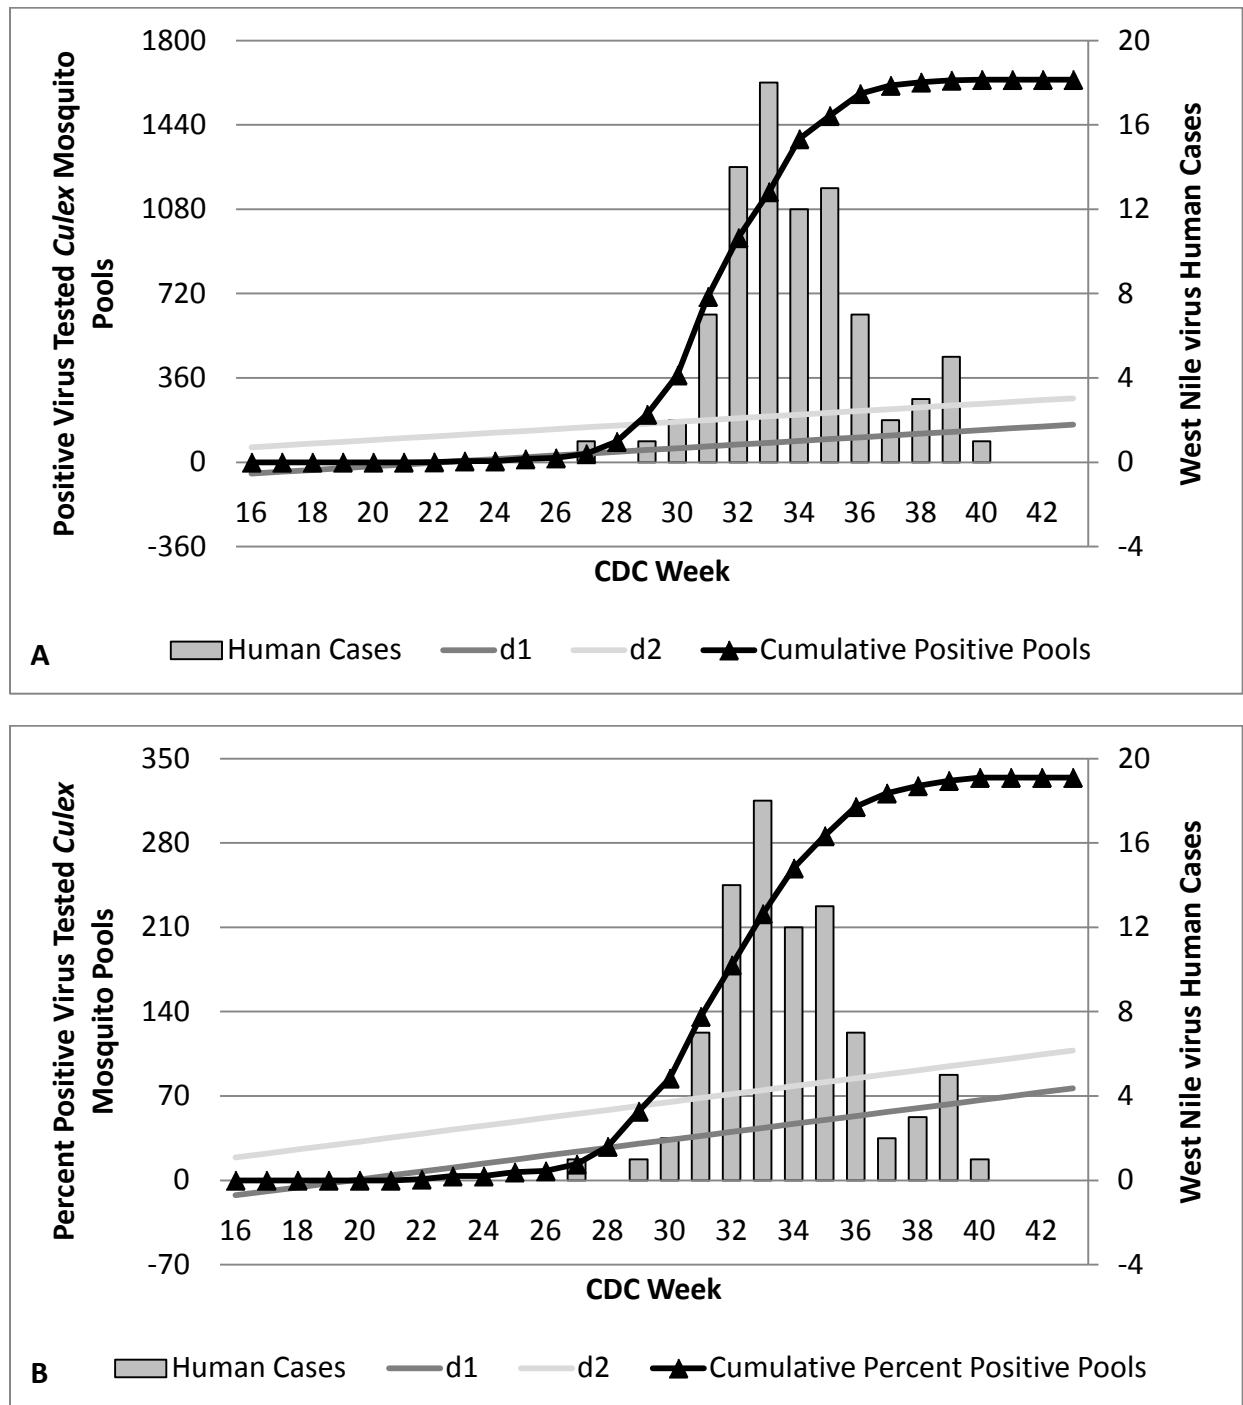 Positive Virus Tested Culex Mosquito
Pools
1800
1440
1080
720
360
0
-360
20
16
12
8
4
0
-4
West Nile virus Human Cases
16 18 20 22 24 26 28 30 32 34 36 38 40 42
CDC Week
A
Human Cases d1 d2 Cumulative Positive Pools
Percent Positive Virus Tested Culex
Mosquito Pools
350
280
210
140
70
0
-70
20
16
12
8
4
0
-4
West Nile virus Human Cases
16 18 20 22 24 26 28 30 32 34 36 38 40 42
CDC Week
B
Human Cases d1 d2 Cumulative Percent Positive Pools